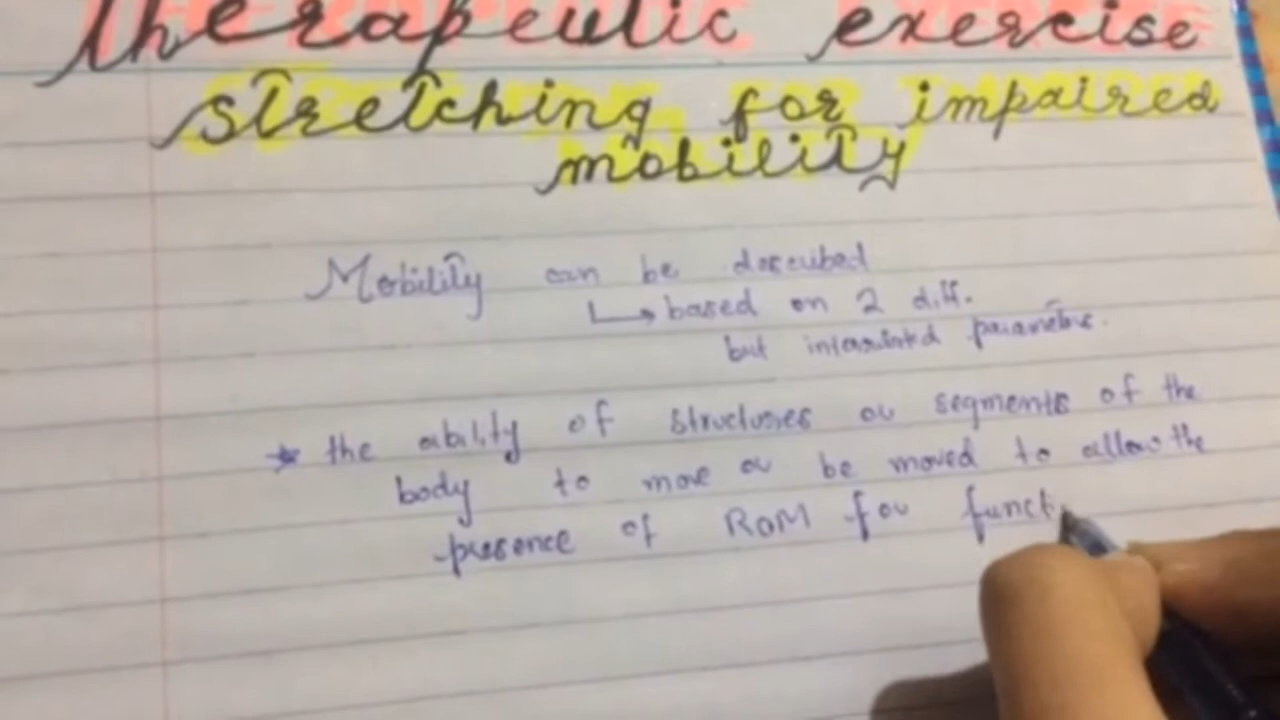 Therapeutic exercise
stretching for impaired
mobility
Mobility can be described
↳ based on 2 diff.
but interrelated parameters.
* the ability of structures or segments of the
body to move or be moved to allow the
presence of ROM for funct